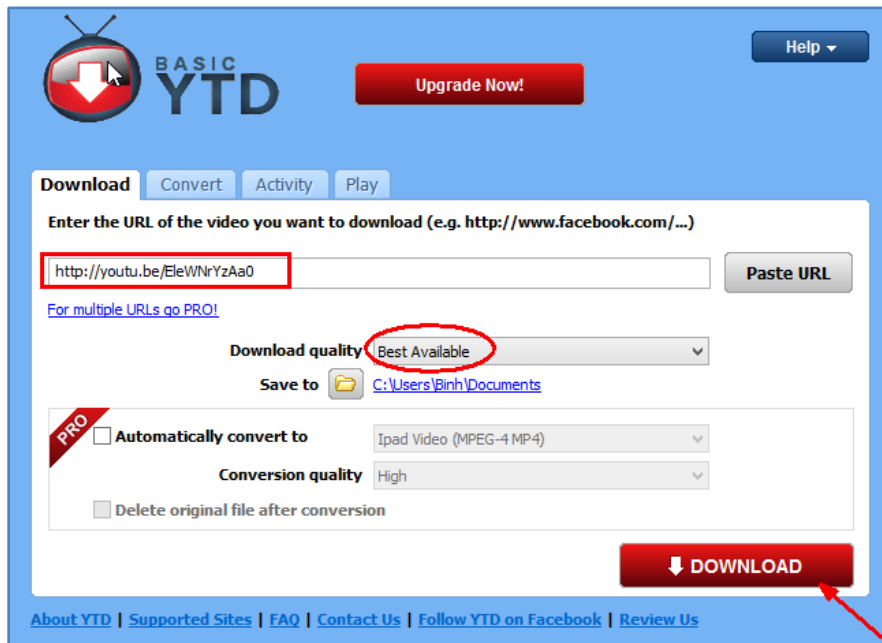 BASIC
YTD
Upgrade Now!
Help
Download Convert Activity Play
Enter the URL of the video you want to download (e.g. http://www.facebook.com/...)
http://youtu.be/EleWNrYzAa0
Paste URL
For multiple URLs go PRO!
Download quality Best Available
Save to C:\Users\Binh\Documents
PRO
Automatically convert to Ipad Video (MPEG-4 MP4)
Conversion quality High
Delete original file after conversion
DOWNLOAD
About YTD | Supported Sites | FAQ | Contact Us | Follow YTD on Facebook | Review Us